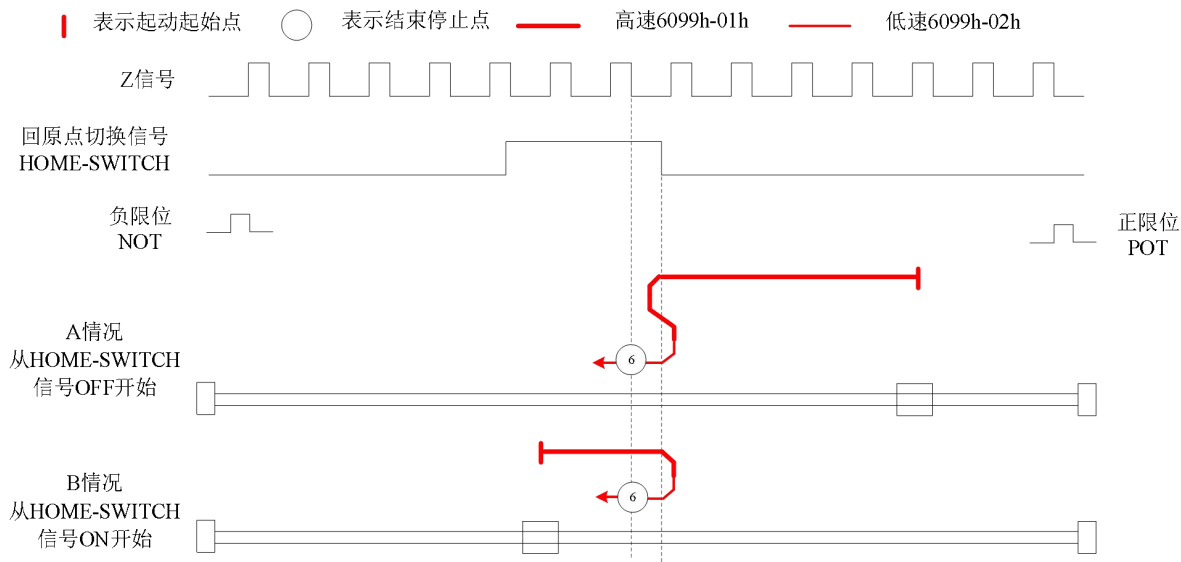 表示起动起始点
表示结束停止点
高速6099h-01h
低速6099h-02h
Z信号
回原点切换信号
HOME-SWITCH
负限位
NOT
正限位
POT
A情况
从HOME-SWITCH
信号OFF开始
6
B情况
从HOME-SWITCH
信号ON开始
6